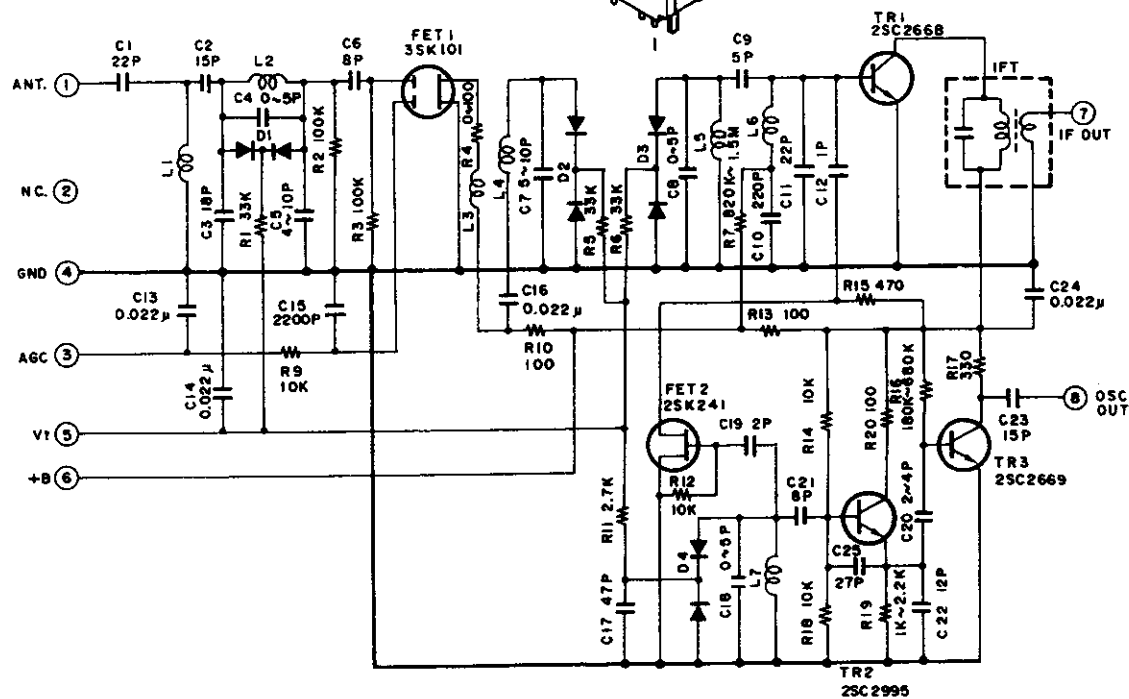 TR1
2SC2668
FET1
3SK101
C1
22P
C2
15P
L2
C6
8P
C9
5P
IFT
ANT. 1
C4 0~5P
D1
R2 100K
0~100
R4
L4
C7 5~10P
D2
D3
C8 0~5P
L5
R7 820K~1.5M
L6
C11 22P
C12 1P
7
IF OUT
L1
NC. 2
C3 18P
R1 33K
C5
4~10P
R3 100K
L3
R5 33K
R6 33K
C10 220P
GND 4
C13
0.022μ
C15
2200P
C16
0.022μ
R15 470
C24
0.022μ
R13 100
R10
100
AGC 3
R9
10K
C14
0.022μ
FET2
2SK241
C19 2P
R14 10K
R20 100
R16
180K~680K
R17
330
8 OSC
OUT
C23
15P
Vt 5
TR3
2SC2669
+B 6
R12
10K
C21
8P
R11 2.7K
D4
0~5P
C18
L7
C20 2~4P
C25
27P
C17 47P
R18 10K
R19
1K~2.2K
C22 12P
TR2
2SC2995